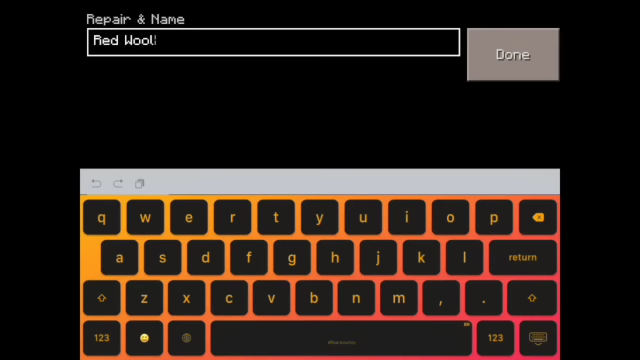 Repair & Name
Red Wool
Done
q w e r t y u i o p
a s d f g h j k l return
z x c v b n m , .
123 123